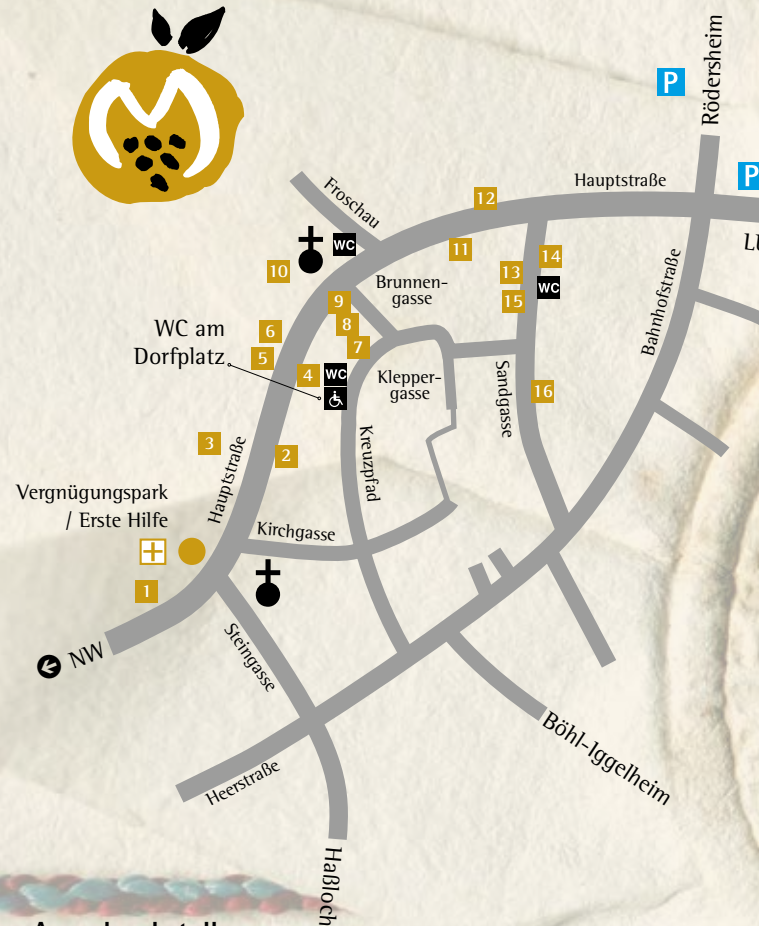 P
Rödersheim
P
Hauptstraße
Froschau
12
WC
11
14
10
13
WC
Brunnen-
gasse
9
15
8
6
WC am
Dorfplatz
5
7
4
WC
Klepper-
gasse
Bahnhofstraße
Sandgasse
16
3
2
Hauptstraße
Kreuzpfad
Vergnügungspark
/ Erste Hilfe
Kirchgasse
1
NW
Steingasse
Böhl-Iggelheim
Heerstraße
Haßloch